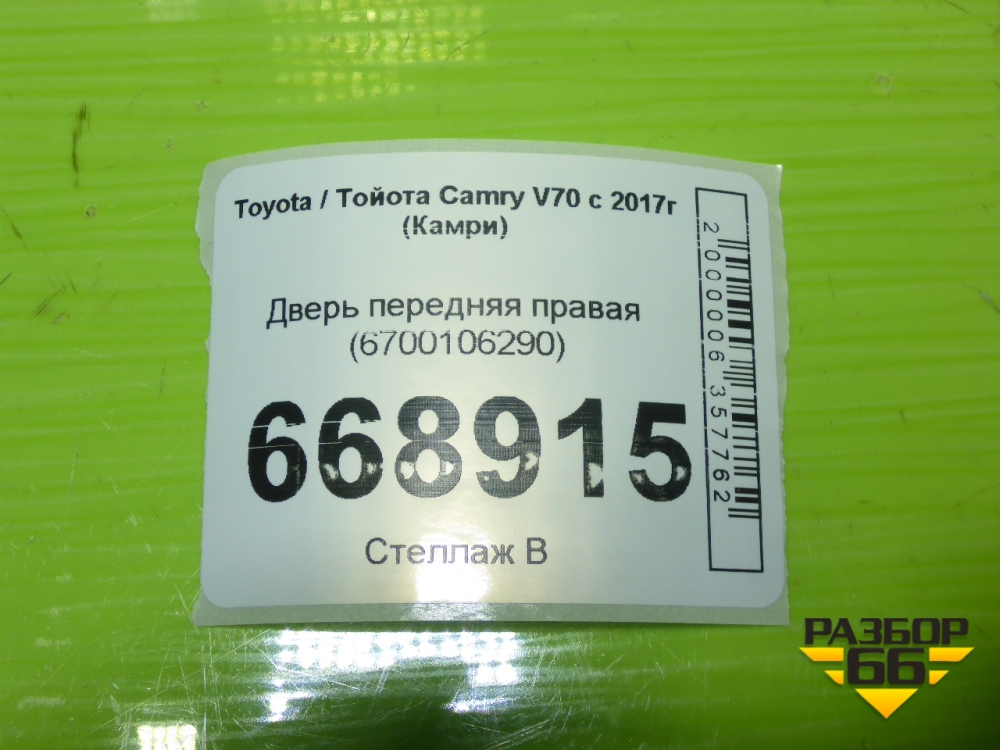 Toyota / Тойота Camry V70 с 2017г
(Камри)
Дверь передняя правая
(6700106290)
668915
Стеллаж В
2000006357762
РАЗБОР
66